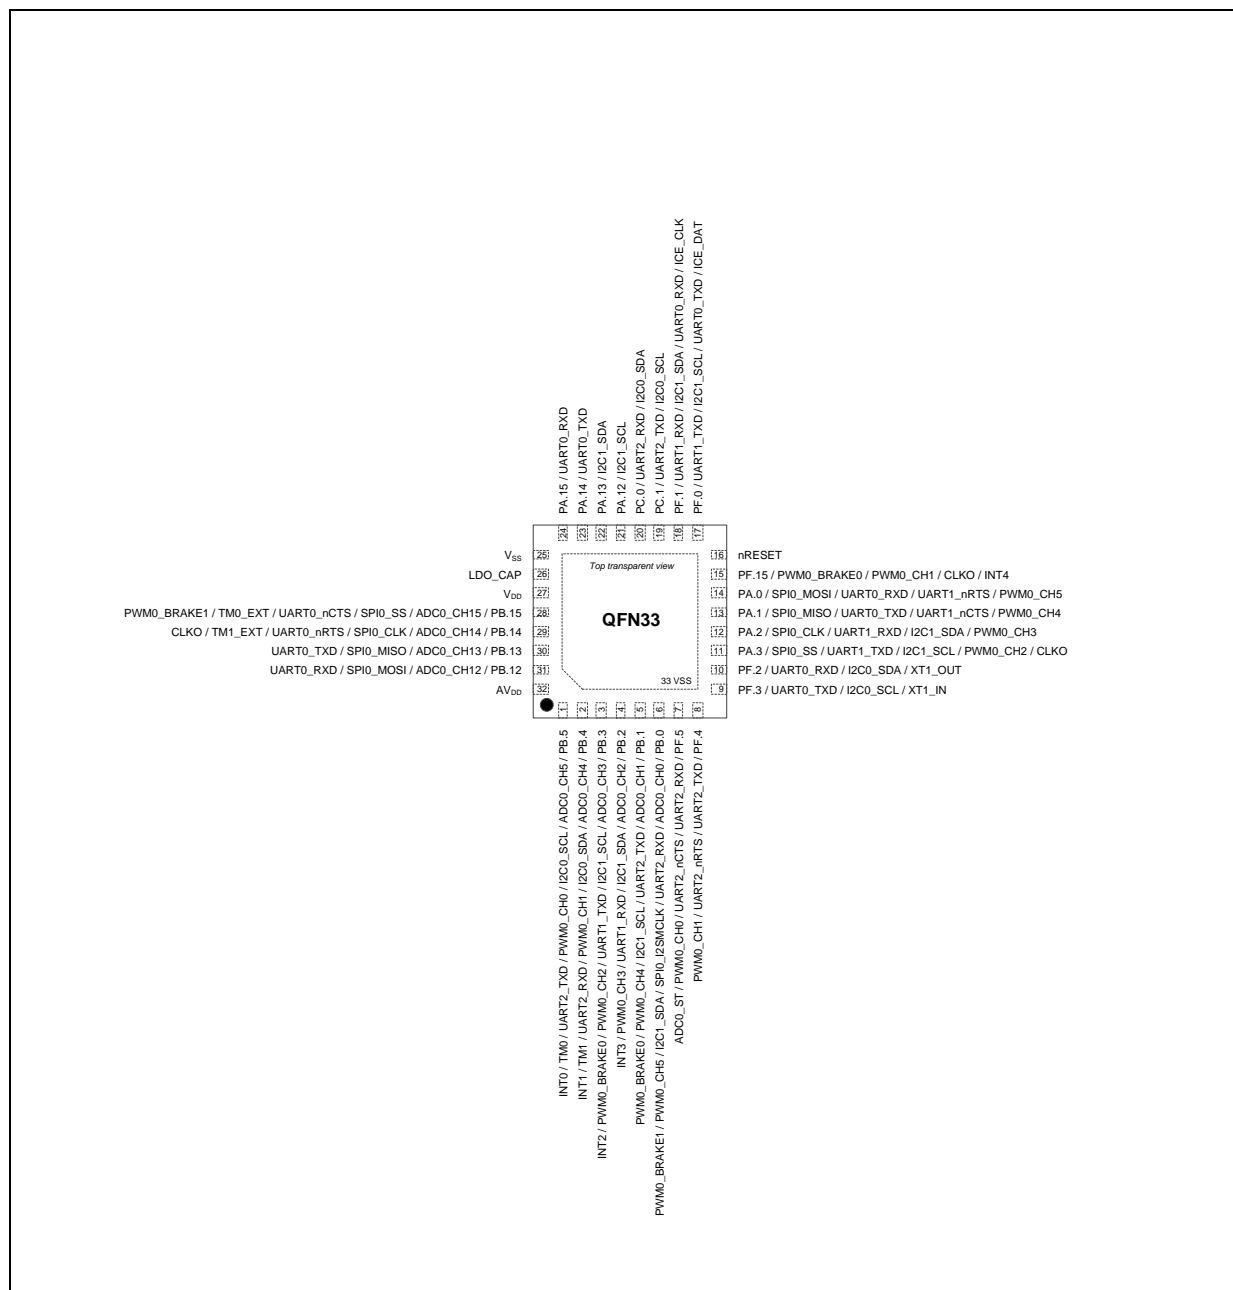 PA.15 / UART0_RXD
PA.14 / UART0_TXD
PA.13 / I2C1_SDA
PA.12 / I2C1_SCL
PC.0 / UART2_RXD / I2C0_SDA
PC.1 / UART2_TXD / I2C0_SCL
PF.1 / UART1_RXD / I2C1_SDA / UART0_RXD / ICE_CLK
PF.0 / UART1_TXD / I2C1_SCL / UART0_TXD / ICE_DAT
24
23
22
21
20
19
18
17
VSS 25
LDO_CAP 26
VDD 27
PWM0_BRAKE1 / TM0_EXT / UART0_nCTS / SPI0_SS / ADC0_CH15 / PB.15 28
CLKO / TM1_EXT / UART0_nRTS / SPI0_CLK / ADC0_CH14 / PB.14 29
UART0_TXD / SPI0_MISO / ADC0_CH13 / PB.13 30
UART0_RXD / SPI0_MOSI / ADC0_CH12 / PB.12 31
AVDD 32
Top transparent view
QFN33
33 VSS
16 nRESET
15 PF.15 / PWM0_BRAKE0 / PWM0_CH1 / CLKO / INT4
14 PA.0 / SPI0_MOSI / UART0_RXD / UART1_nRTS / PWM0_CH5
13 PA.1 / SPI0_MISO / UART0_TXD / UART1_nCTS / PWM0_CH4
12 PA.2 / SPI0_CLK / UART1_RXD / I2C1_SDA / PWM0_CH3
11 PA.3 / SPI0_SS / UART1_TXD / I2C1_SCL / PWM0_CH2 / CLKO
10 PF.2 / UART0_RXD / I2C0_SDA / XT1_OUT
9 PF.3 / UART0_TXD / I2C0_SCL / XT1_IN
1
2
3
4
5
6
7
8
INT0 / TM0 / UART2_TXD / PWM0_CH0 / I2C0_SCL / ADC0_CH5 / PB.5
INT1 / TM1 / UART2_RXD / PWM0_CH1 / I2C0_SDA / ADC0_CH4 / PB.4
INT2 / PWM0_BRAKE0 / PWM0_CH2 / UART1_TXD / I2C1_SCL / ADC0_CH3 / PB.3
INT3 / PWM0_CH3 / UART1_RXD / I2C1_SDA / ADC0_CH2 / PB.2
PWM0_BRAKE0 / PWM0_CH4 / I2C1_SCL / UART2_TXD / ADC0_CH1 / PB.1
PWM0_BRAKE1 / PWM0_CH5 / I2C1_SDA / SPI0_I2SMCLK / UART2_RXD / ADC0_CH0 / PB.0
ADC0_ST / PWM0_CH0 / UART2_nCTS / UART2_RXD / PF.5
PWM0_CH1 / UART2_nRTS / UART2_TXD / PF.4